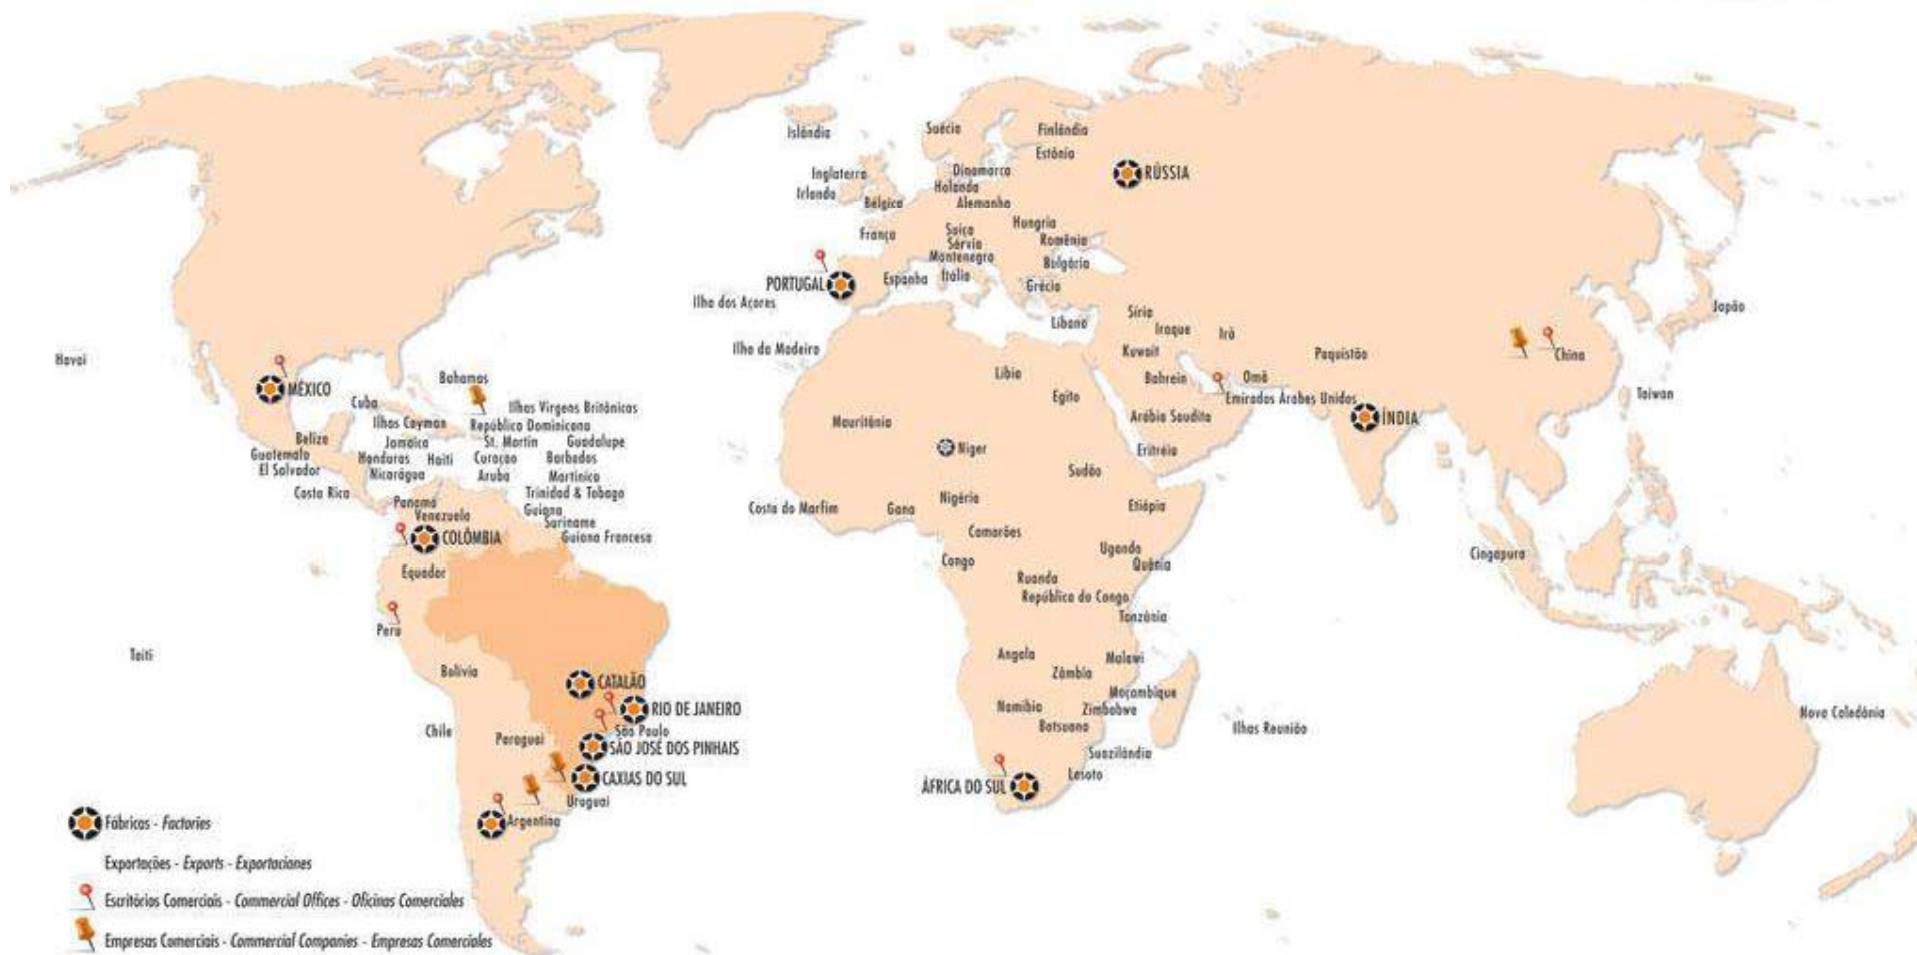 Islândia
Suécia
Finlândia
Estônia
RÚSSIA
Inglaterra
Dinamarca
Irlanda
Holanda
Bélgica
Alemanha
França
Hungria
Suíça
Sérvia
Romênia
Montenegro
Bulgária
PORTUGAL
Espanha
Itália
Grécia
Ilha dos Açores
Japão
Síria
Líbano
Iraque
Irã
Ilha da Madeira
Kuwait
Paquistão
China
Havaí
Líbia
Bahrein
Omã
MÉXICO
Bahamas
Egito
Emirados Árabes Unidos
Taiwan
Cuba
Ilhas Virgens Britânicas
Mauritânia
Arábia Saudita
ÍNDIA
Ilhas Cayman
República Dominicana
Belize
Jamaica
St. Martin
Guadalupe
Niger
Eritréia
Guatemala
Honduras
Haiti
Curaçao
Barbados
El Salvador
Nicarágua
Aruba
Martinica
Sudão
Costa Rica
Trinidad & Tobago
Nigéria
Panamá
Costa do Marfim
Gana
Etiópia
Venezuela
Guiana
Suriname
COLÔMBIA
Guiana Francesa
Camarões
Uganda
Cingapura
Equador
Congo
Quênia
Ruanda
República do Congo
Tanzânia
Peru
Taiti
Bolívia
Angola
Malawi
CATALÃO
Zâmbia
Moçambique
RIO DE JANEIRO
Namíbia
Zimbabwe
Nova Caledônia
Chile
São Paulo
Botsuana
Ilhas Reunião
Paraguai
SÃO JOSÉ DOS PINHAIS
Suazilândia
CAXIAS DO SUL
ÁFRICA DO SUL
Lesoto
Uruguai
Argentina
Fábricas - Factories
Exportações - Exports - Exportaciones
Escritórios Comerciais - Commercial Offices - Oficinas Comerciales
Empresas Comerciais - Commercial Companies - Empresas Comerciales